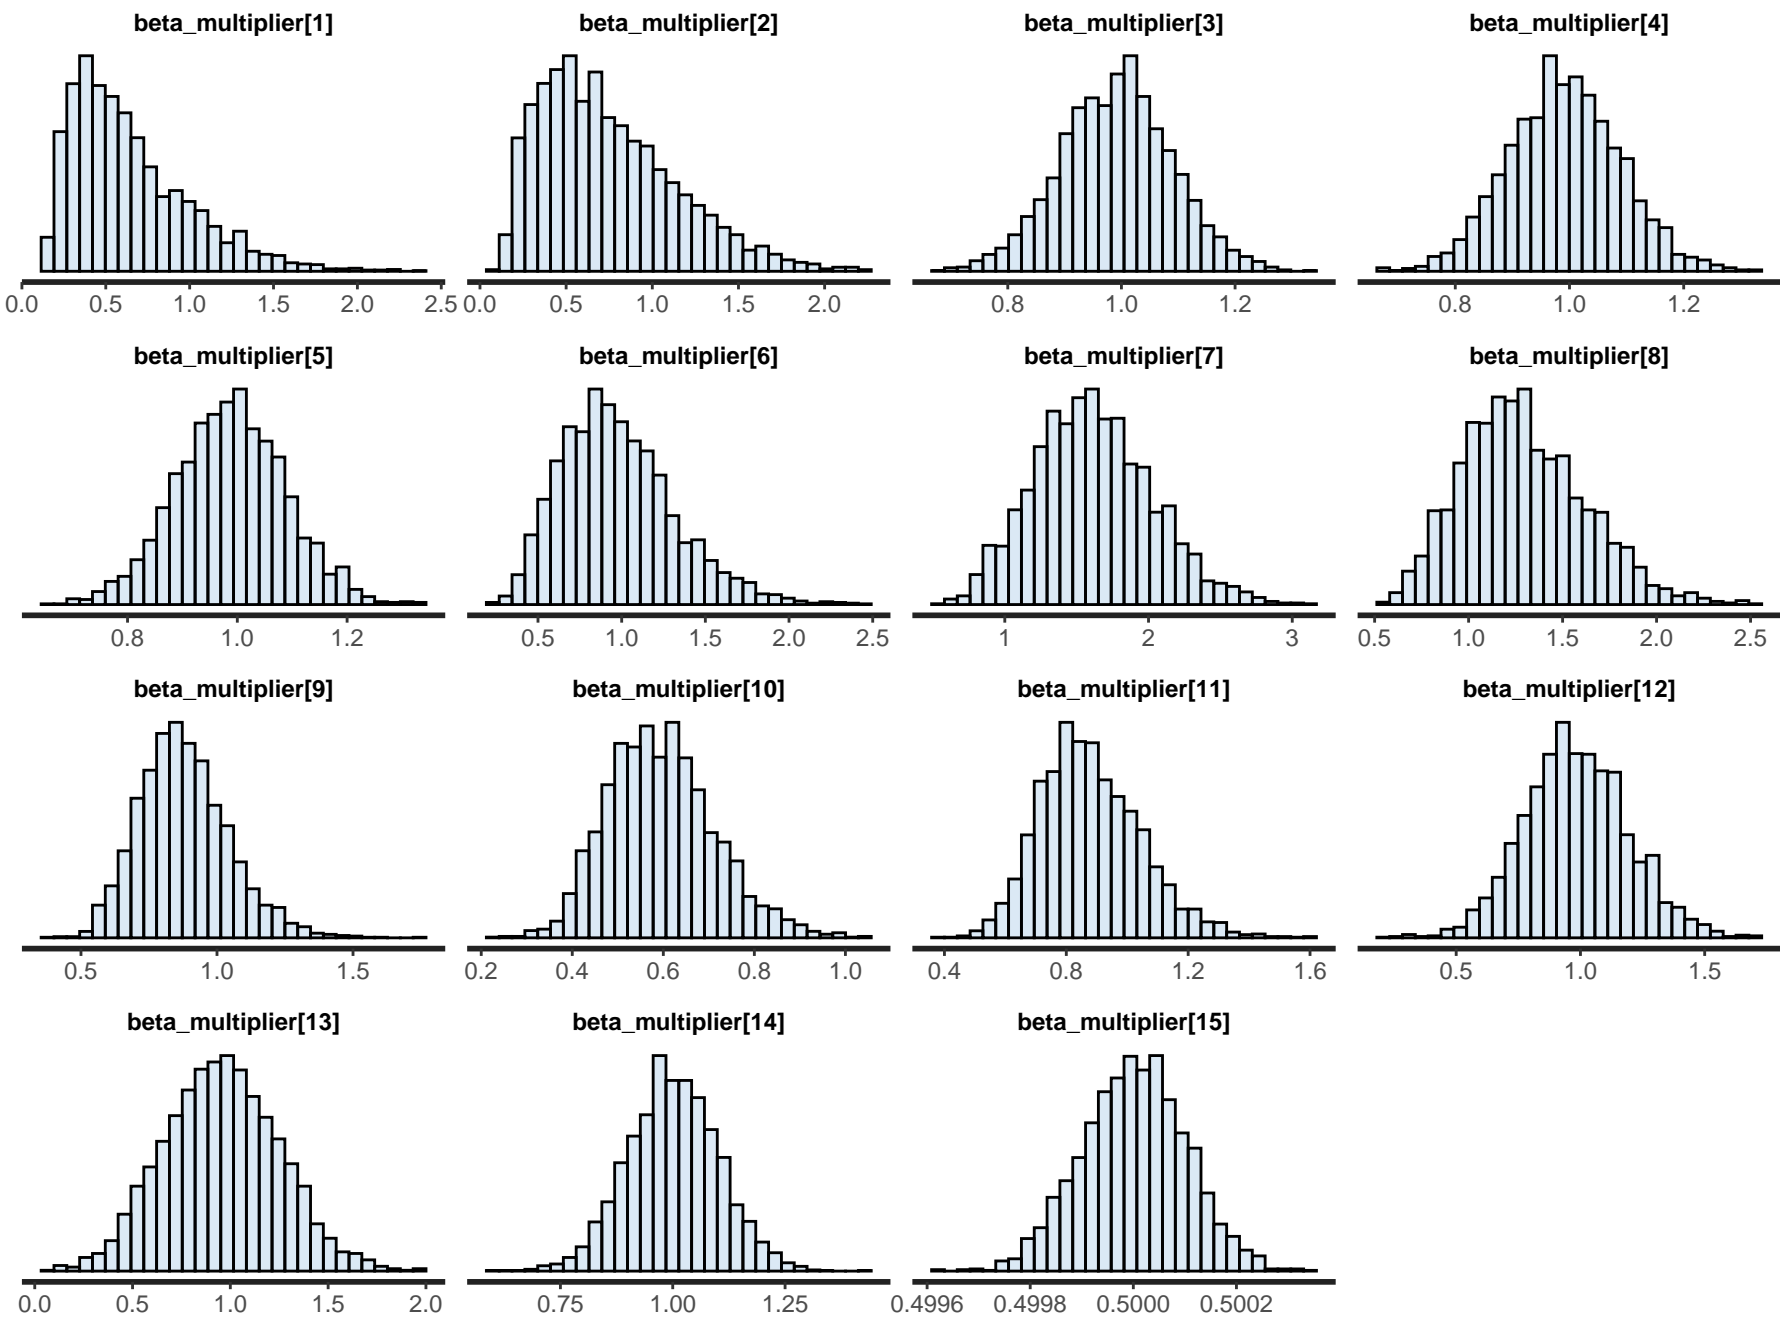 beta_multiplier[1] beta_multiplier[2] beta_multiplier[3] beta_multiplier[4]
0.0 0.5 1.0 1.5 2.0 2.5 0.0 0.5 1.0 1.5 2.0 0.8 1.0 1.2 0.8 1.0 1.2
beta_multiplier[5] beta_multiplier[6] beta_multiplier[7] beta_multiplier[8]
0.8 1.0 1.2 0.5 1.0 1.5 2.0 2.5 1 2 3 0.5 1.0 1.5 2.0 2.5
beta_multiplier[9] beta_multiplier[10] beta_multiplier[11] beta_multiplier[12]
0.5 1.0 1.5 0.2 0.4 0.6 0.8 1.0 0.4 0.8 1.2 1.6 0.5 1.0 1.5
beta_multiplier[13] beta_multiplier[14] beta_multiplier[15]
0.0 0.5 1.0 1.5 2.0 0.75 1.00 1.25 0.4996 0.4998 0.5000 0.5002